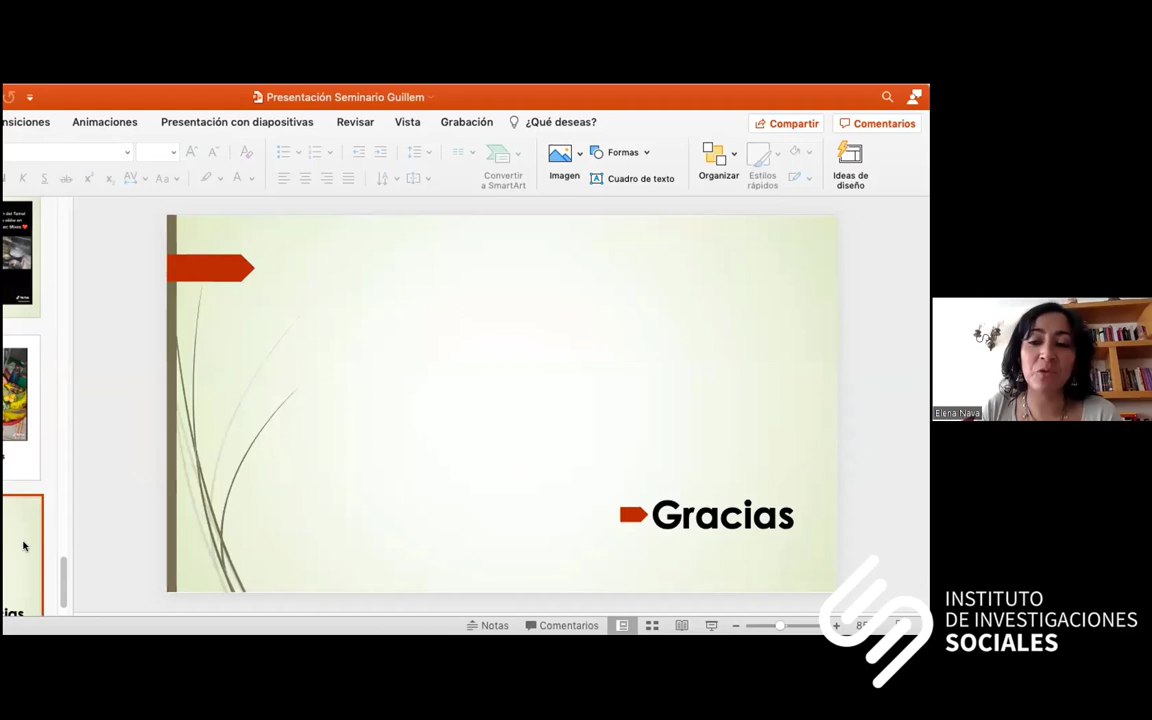 Presentación Seminario Guillem
nsiciones Animaciones Presentación con diapositivas Revisar Vista Grabación ¿Qué deseas? Compartir Comentarios
Formas
Imagen Cuadro de texto
Convertir
a SmartArt
Organizar
Estilos
rápidos
Ideas de
diseño
Gracias
cias
Elena Nava
Notas Comentarios
INSTITUTO
DE INVESTIGACIONES
SOCIALES